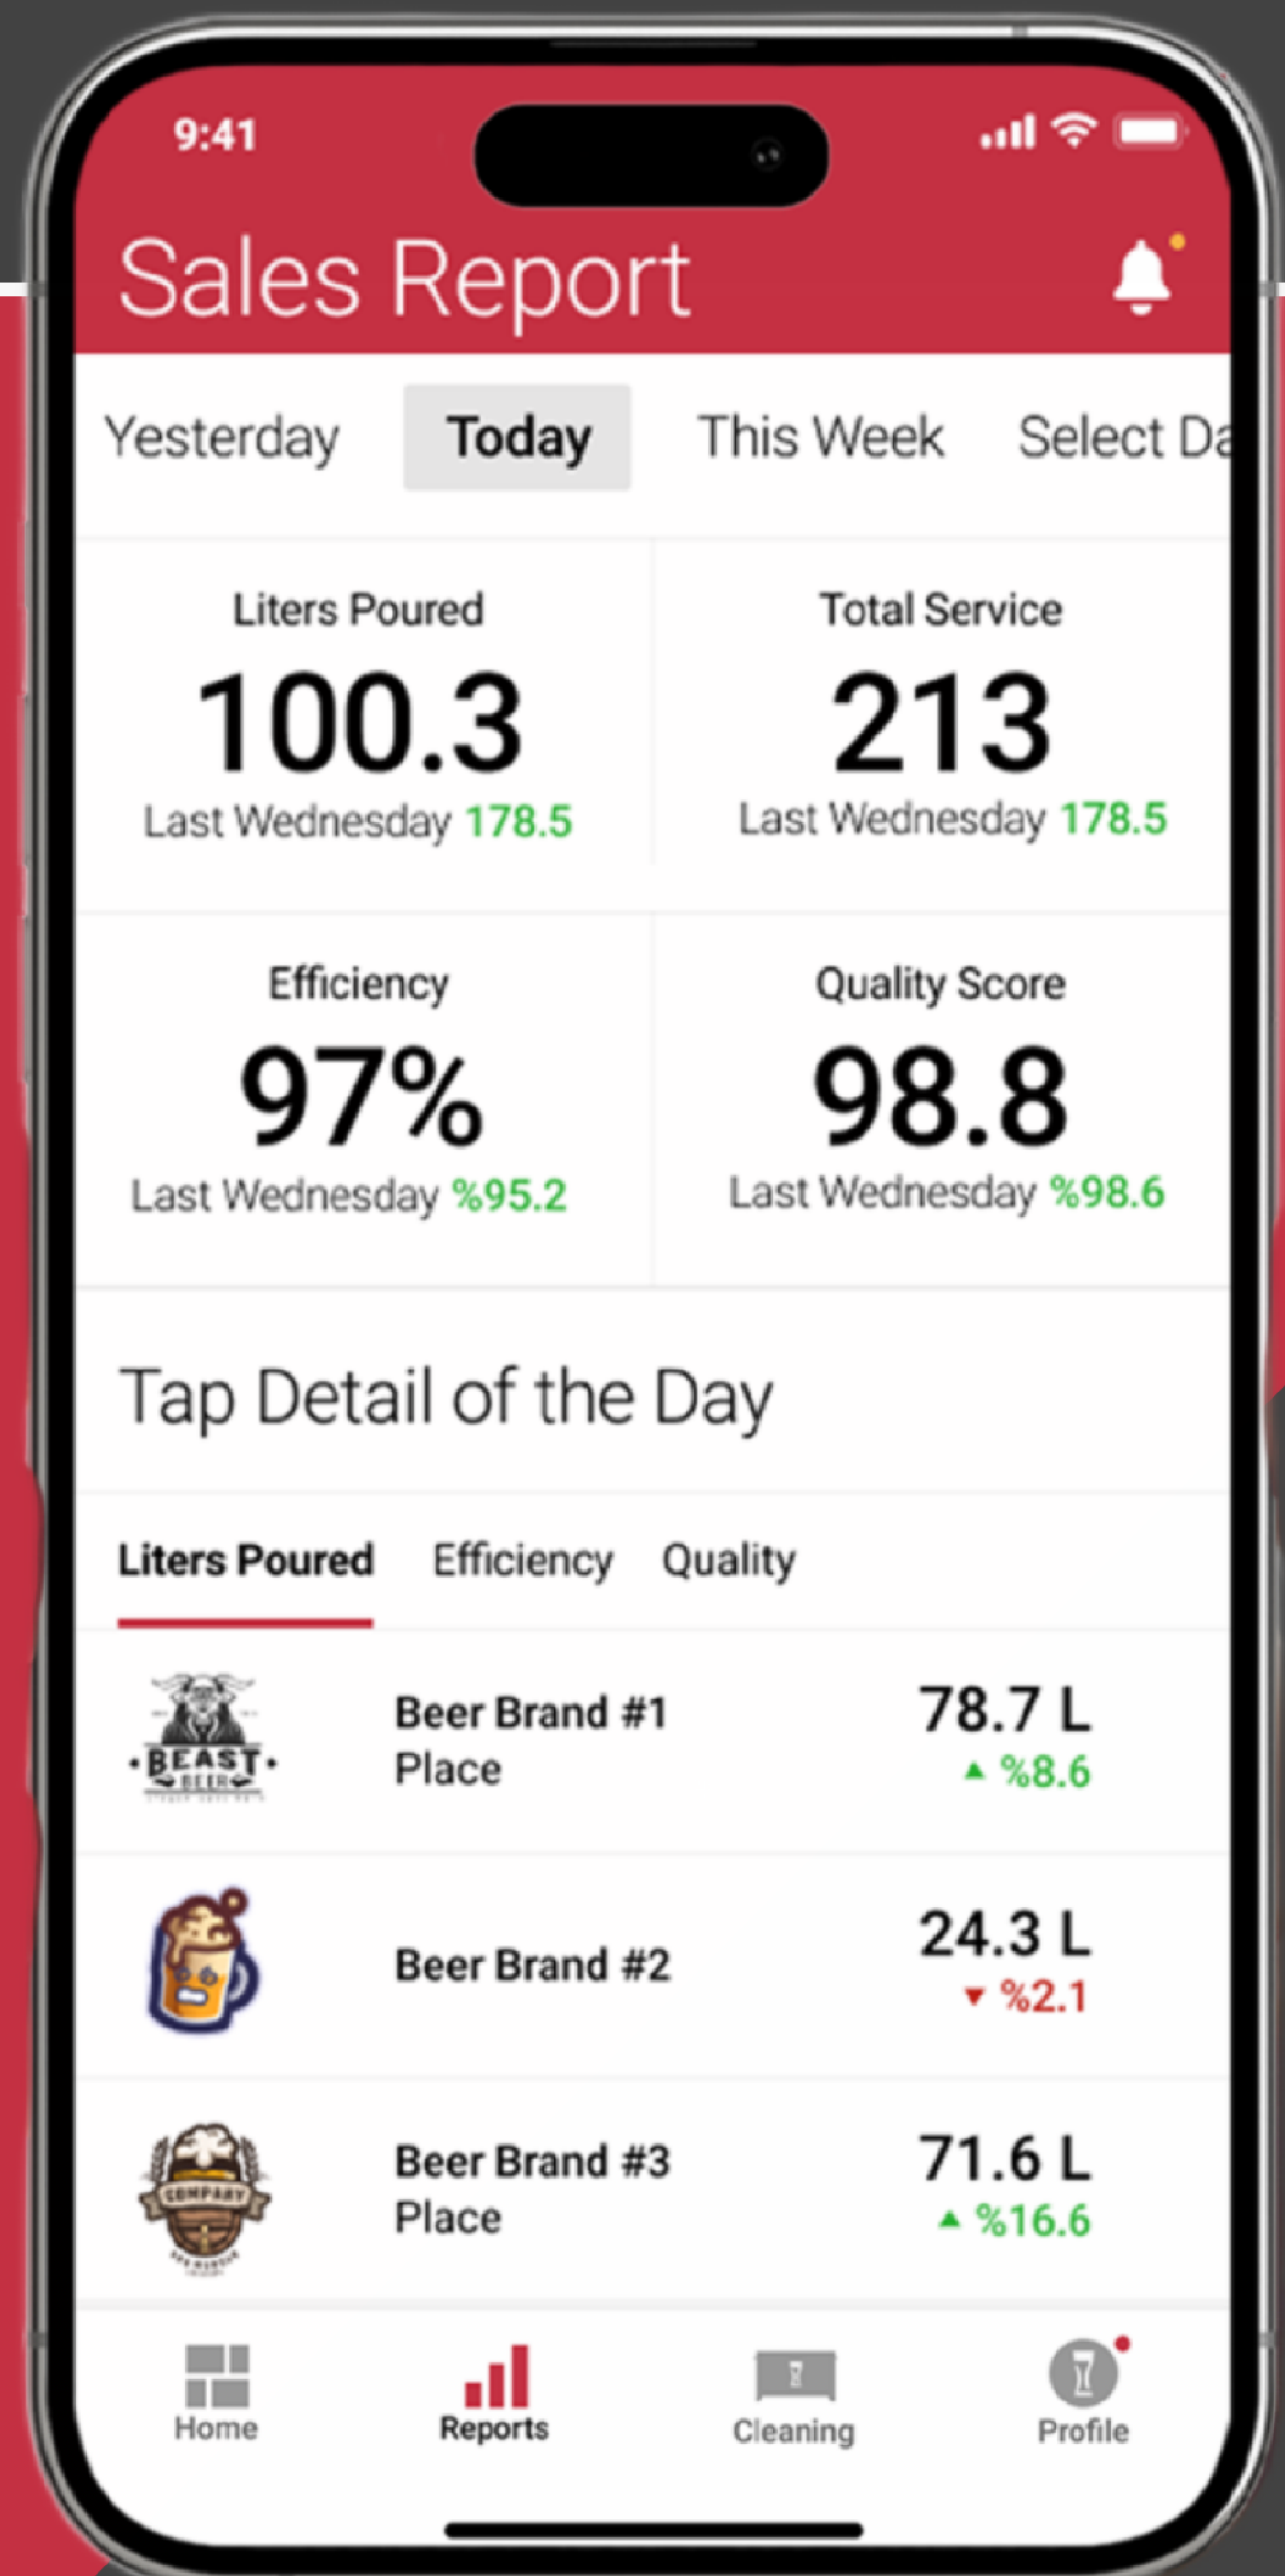 9:41
Sales Report
Yesterday Today This Week Select Da
Liters Poured
100.3
Last Wednesday 178.5
Total Service
213
Last Wednesday 178.5
Efficiency
97%
Last Wednesday %95.2
Quality Score
98.8
Last Wednesday %98.6
Tap Detail of the Day
Liters Poured Efficiency Quality
BEAST
BEER
Beer Brand #1
Place
78.7 L
▲ %8.6
Beer Brand #2
24.3 L
▼ %2.1
COMPANY
Beer Brand #3
Place
71.6 L
▲ %16.6
Home Reports Cleaning Profile